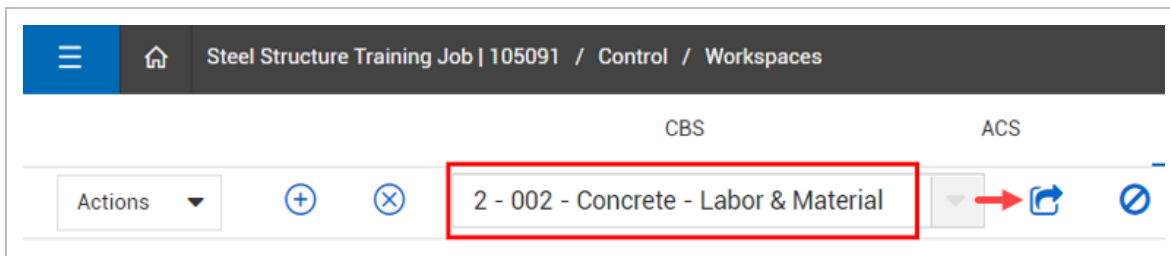 Steel Structure Training Job | 105091 / Control / Workspaces
CBS ACS
Actions 2 - 002 - Concrete - Labor & Material